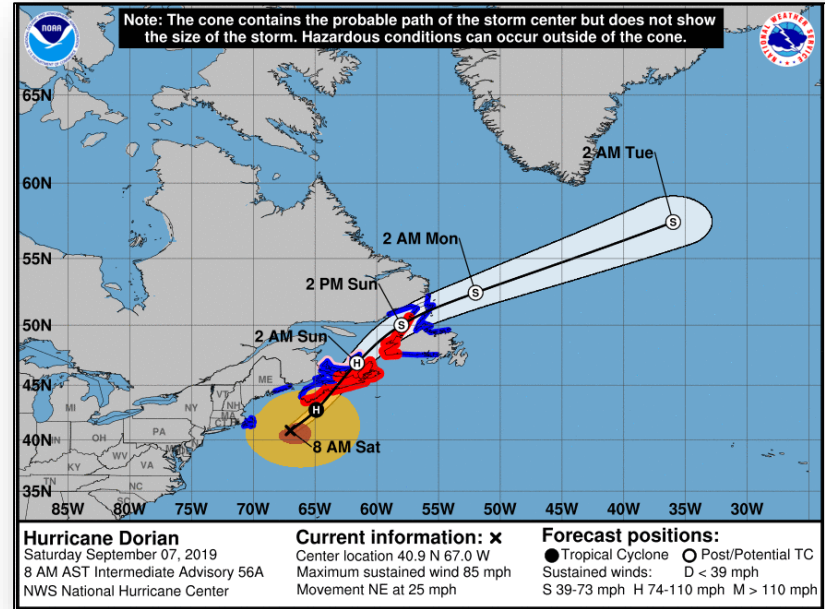 Note: The cone contains the probable path of the storm center but does not show
the size of the storm. Hazardous conditions can occur outside of the cone.
NOAA
NATIONAL WEATHER SERVICE
65N
2 AM Tue
60N
2 AM Mon
55N
2 PM Sun
50N
2 AM Sun
45N
ME
VT
NH
MI
NY
MA
CT
40N
IN
OH
PA
8 AM Sat
WV
KY
VA
TN
NC
35N
SC
85W 80W 75W 70W 65W 60W 55W 50W 45W 40W 35W 30W
H
H
S
S
S
Hurricane Dorian
Saturday September 07, 2019
8 AM AST Intermediate Advisory 56A
NWS National Hurricane Center
Current information: ×
Center location 40.9 N 67.0 W
Maximum sustained wind 85 mph
Movement NE at 25 mph
Forecast positions:
Tropical Cyclone Post/Potential TC
Sustained winds: D < 39 mph
S 39-73 mph H 74-110 mph M > 110 mph